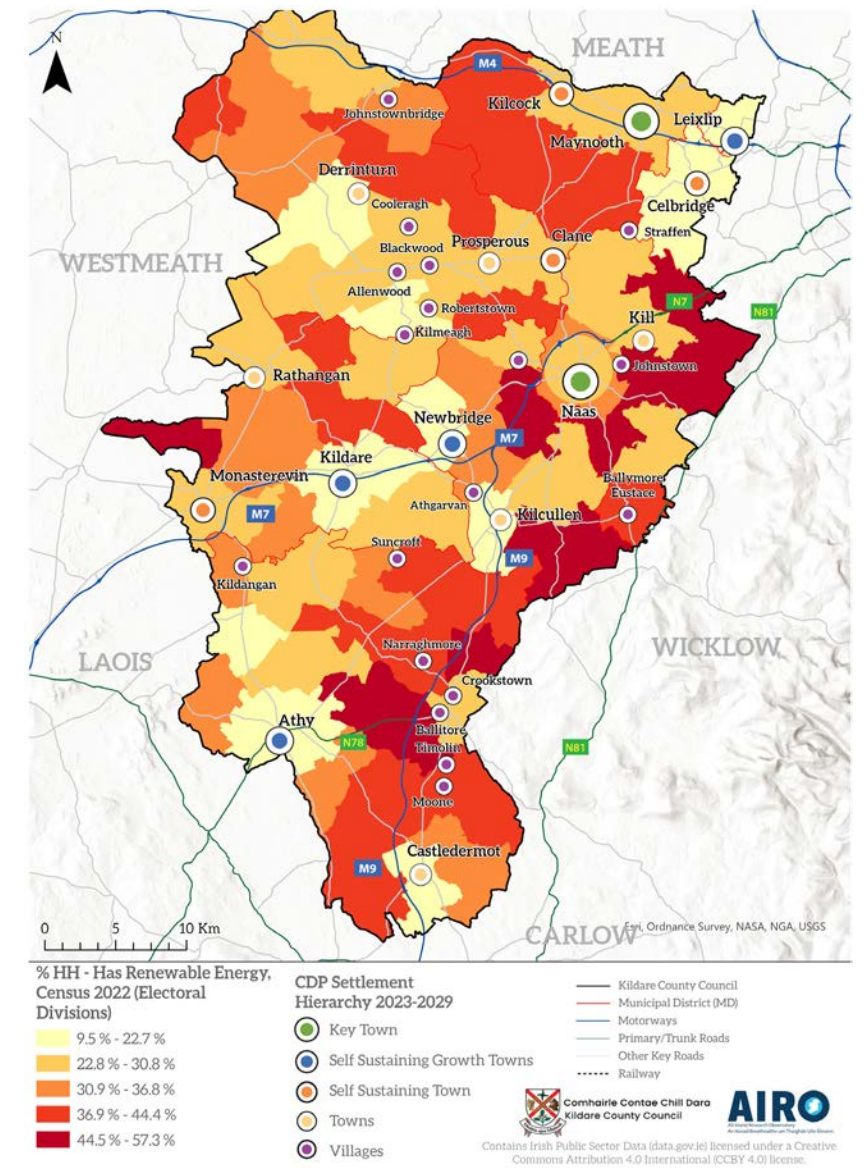 N
MEATH
M4
Kilcock
Leixlip
Johnstownbridge
Maynooth
Derrinturn
Celbridge
Cooleragh
Straffen
Blackwood
Prosperous
Clane
WESTMEATH
Allenwood
N7
N81
Robertstown
Kill
Kilmeagh
Johnstown
Rathangan
Naas
Newbridge
M7
Kildare
Monasterevin
Ballymore
Eustace
Athgarvan
M7
Kilcullen
Suncroft
M9
Kildangan
Narraghmore
WICKLOW
LAOIS
Crookstown
Athy
Ballitore
N78
Timolin
N81
Moone
Castledermot
M9
0 5 10 Km
CARLOW
Esri, Ordnance Survey, NASA, NGA, USGS
% HH - Has Renewable Energy,
Census 2022 (Electoral
Divisions)
9.5 % - 22.7 %
22.8 % - 30.8 %
30.9 % - 36.8 %
36.9 % - 44.4 %
44.5 % - 57.3 %
CDP Settlement
Hierarchy 2023-2029
Key Town
Self Sustaining Growth Towns
Self Sustaining Town
Towns
Villages
Kildare County Council
Municipal District (MD)
Motorways
Primary/Trunk Roads
Other Key Roads
Railway
Comhairle Contae Chill Dara
Kildare County Council
AIRO
Contains Irish Public Sector Data (data.gov.ie) licensed under a Creative
Commons Attribution 4.0 International (CCBY 4.0) license.